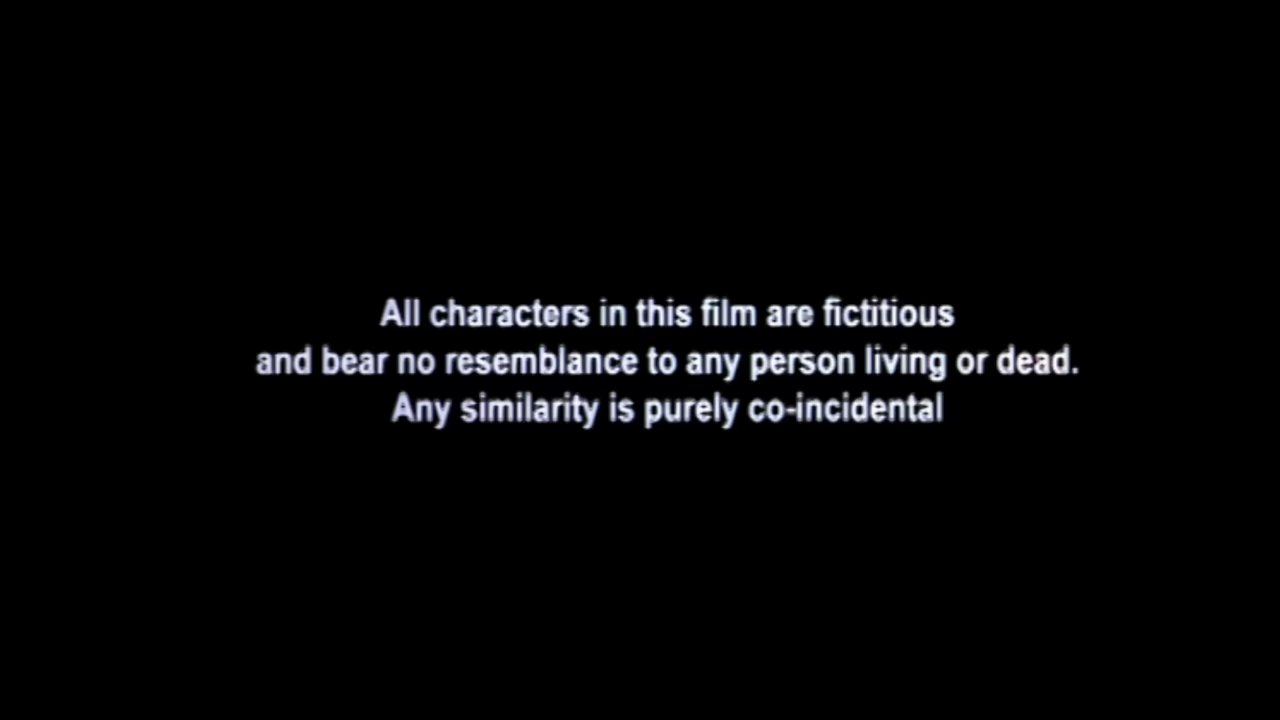 All characters in this film are fictitious
and bear no resemblance to any person living or dead.
Any similarity is purely co-incidental